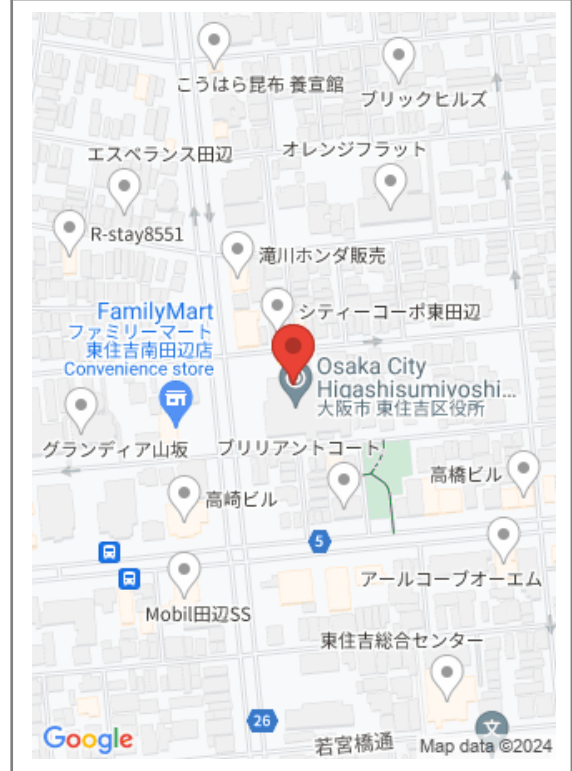 こうはら昆布 養宣館
ブリックヒルズ
エスペランス田辺
オレンジフラット
R-stay8551
滝川ホンダ販売
FamilyMart
ファミリーマート
東住吉南田辺店
Convenience store
シティーコーポ東田辺
Osaka City
Higashisumiyoshi...
大阪市 東住吉区役所
グランディア山坂
ブリリアントコート!
高橋ビル
高崎ビル
5
アールコーブオーエム
Mobil田辺SS
東住吉総合センター
26
文
若宮橋通
Google
Map data ©2024